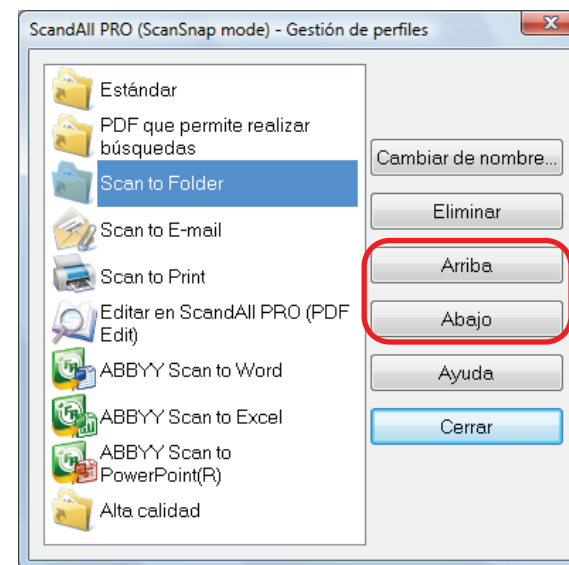 ScandAll PRO (ScanSnap mode) - Gestión de perfiles
Estándar
PDF que permite realizar
búsquedas
Scan to Folder
Scan to E-mail
Scan to Print
Editar en ScandAll PRO (PDF
Edit)
ABBYY Scan to Word
ABBYY Scan to Excel
ABBYY Scan to
PowerPoint(R)
Alta calidad
Cambiar de nombre...
Eliminar
Arriba
Abajo
Ayuda
Cerrar